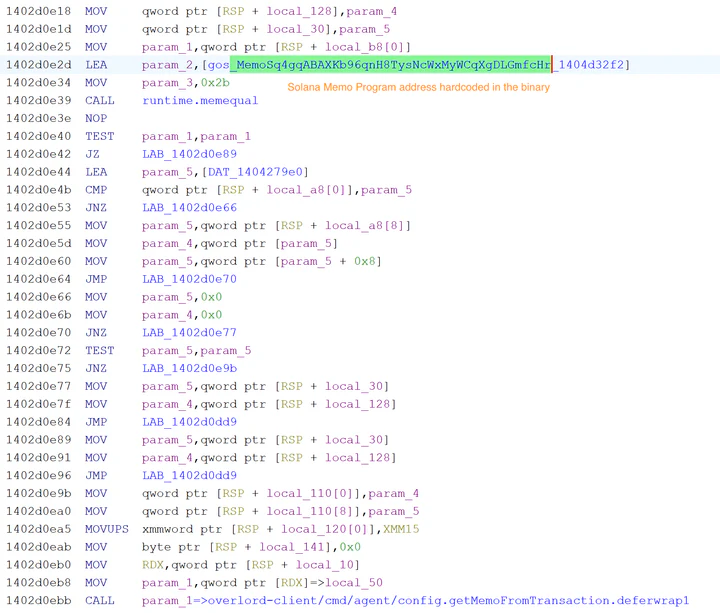 1402d0e18 MOV qword ptr [RSP + local_128],param_4
1402d0e1d MOV qword ptr [RSP + local_30],param_5
1402d0e25 MOV param_1,qword ptr [RSP + local_b8[0]]
1402d0e2d LEA param_2,[gos_MemoSq4gqABAXKb96qnH8TysNcWxMyWCqXgDLGmfcHr_1404d32f2]
1402d0e34 MOV param_3,0x2b
Solana Memo Program address hardcoded in the binary
1402d0e39 CALL runtime.memequal
1402d0e3e NOP
1402d0e40 TEST param_1,param_1
1402d0e42 JZ LAB_1402d0e89
1402d0e44 LEA param_5,[DAT_1404279e0]
1402d0e4b CMP qword ptr [RSP + local_a8[0]],param_5
1402d0e53 JNZ LAB_1402d0e66
1402d0e55 MOV param_5,qword ptr [RSP + local_a8[8]]
1402d0e5d MOV param_4,qword ptr [param_5]
1402d0e60 MOV param_5,qword ptr [param_5 + 0x8]
1402d0e64 JMP LAB_1402d0e70
1402d0e66 MOV param_5,0x0
1402d0e6b MOV param_4,0x0
1402d0e70 JNZ LAB_1402d0e77
1402d0e72 TEST param_5,param_5
1402d0e75 JNZ LAB_1402d0e9b
1402d0e77 MOV param_5,qword ptr [RSP + local_30]
1402d0e7f MOV param_4,qword ptr [RSP + local_128]
1402d0e84 JMP LAB_1402d0dd9
1402d0e89 MOV param_5,qword ptr [RSP + local_30]
1402d0e91 MOV param_4,qword ptr [RSP + local_128]
1402d0e96 JMP LAB_1402d0dd9
1402d0e9b MOV qword ptr [RSP + local_110[0]],param_4
1402d0ea0 MOV qword ptr [RSP + local_110[8]],param_5
1402d0ea5 MOVUPS xmmword ptr [RSP + local_120[0]],XMM15
1402d0eab MOV byte ptr [RSP + local_141],0x0
1402d0eb0 MOV RDX,qword ptr [RSP + local_10]
1402d0eb8 MOV param_1,qword ptr [RDX]=>local_50
1402d0ebb CALL param_1=>overlord-client/cmd/agent/config.getMemoFromTransaction.deferwrap1